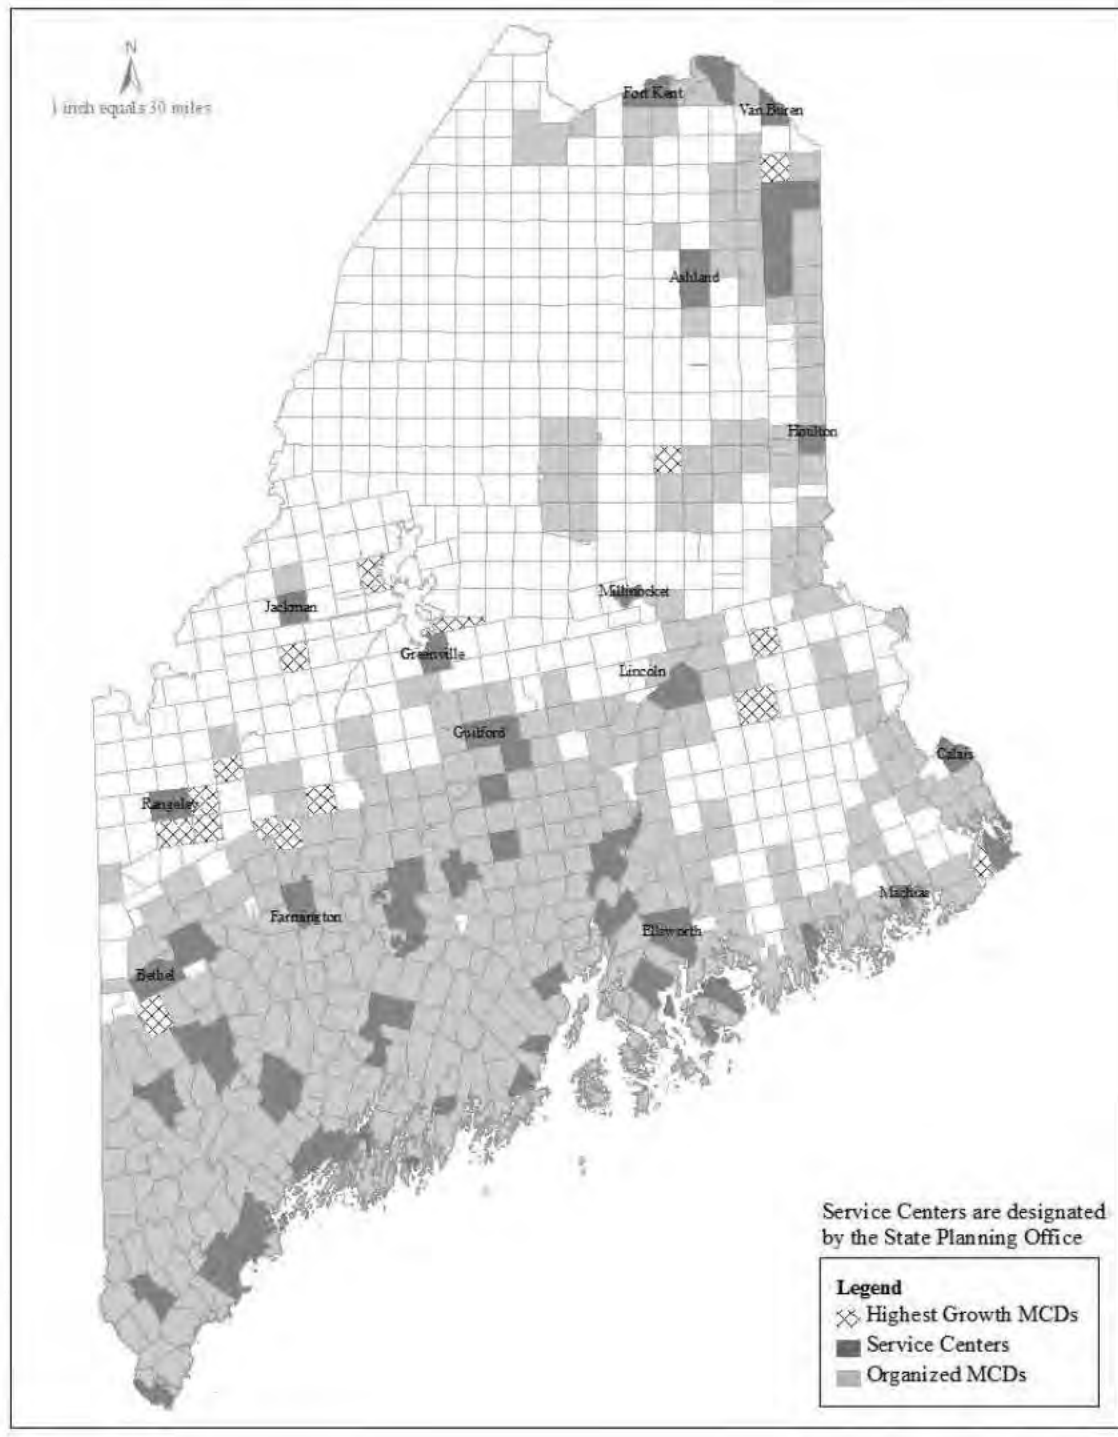 N
1 inch equals 30 miles
Fort Kent
Van Buren
Ashland
Houlton
Millinocket
Jackman
Greenville
Lincoln
Guilford
Calais
Rangeley
Machias
Farmington
Ellsworth
Bethel
Service Centers are designated
by the State Planning Office
Legend
Highest Growth MCDs
Service Centers
Organized MCDs